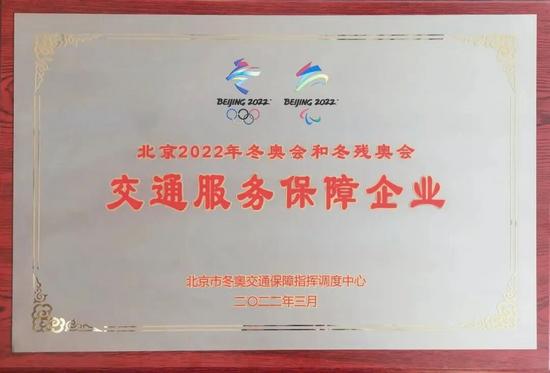 BEIJING 2022 BEIJING 2022
北京2022年冬奥会和冬残奥会
交通服务保障企业
北京市冬奥交通保障指挥调度中心
二〇二二年三月